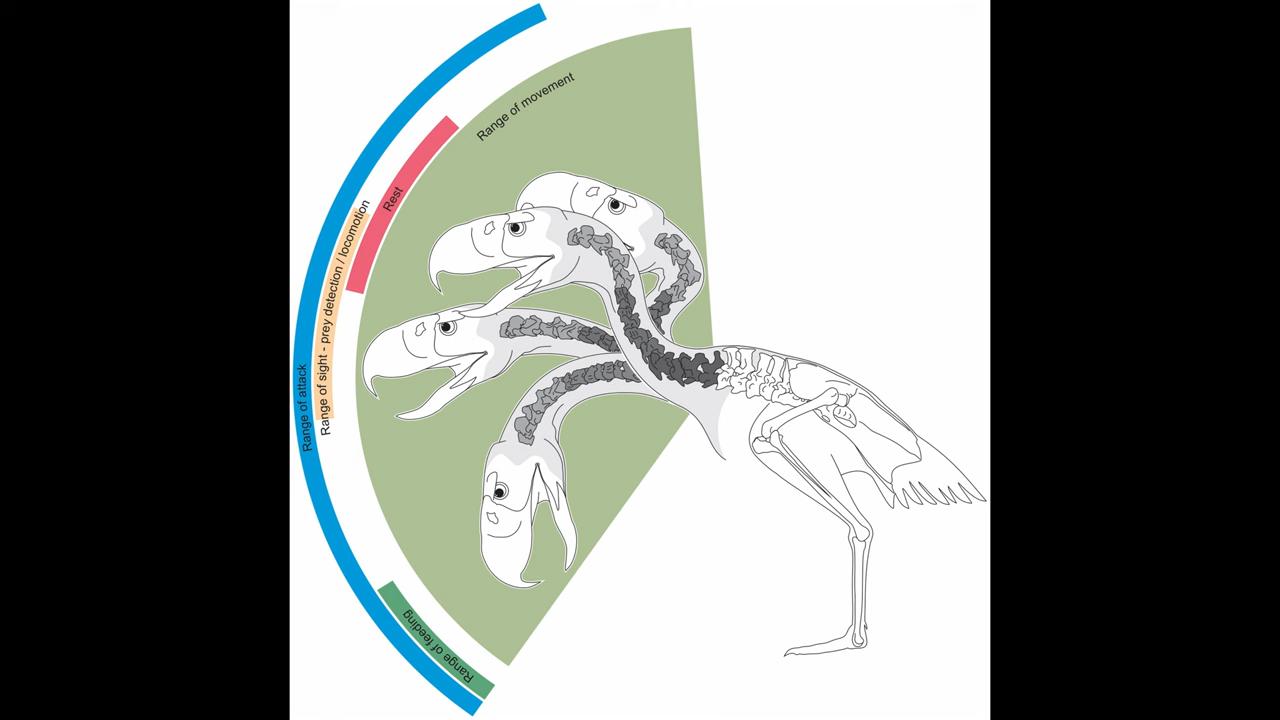 Range of movement
Rest
Range of sight - prey detection / locomotion
Range of attack
Range of feeding